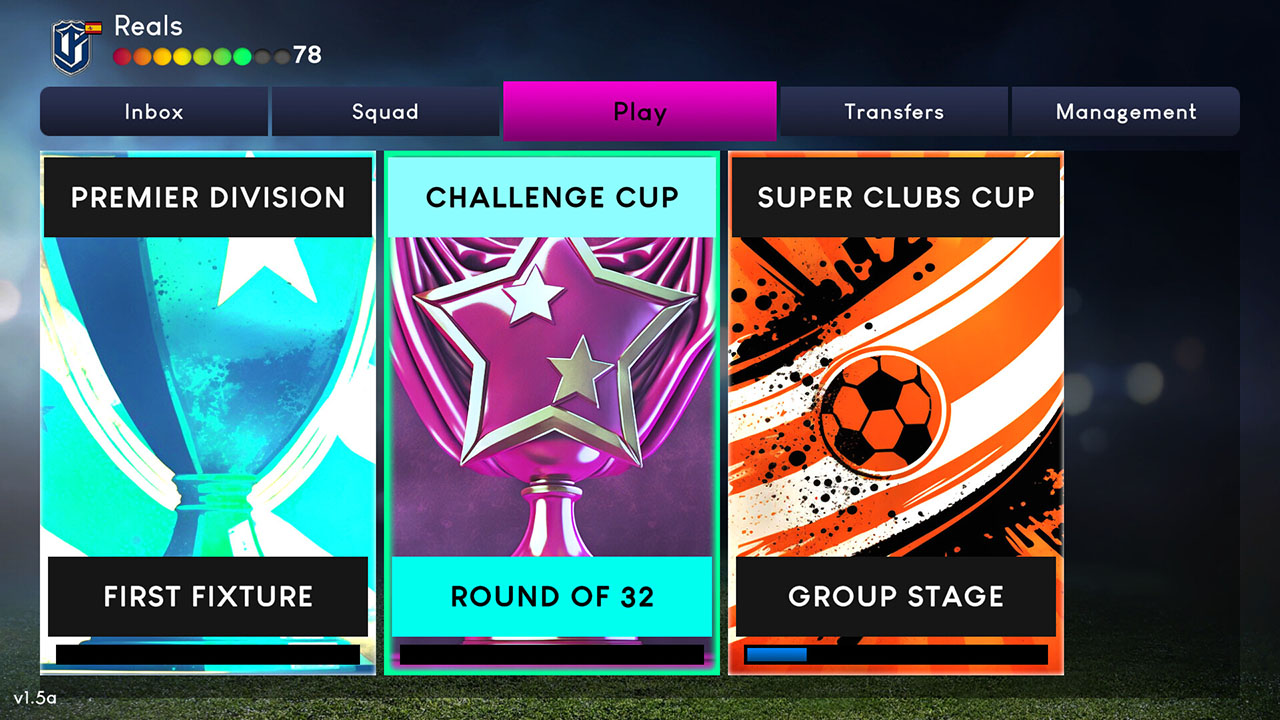 Reals
78
Inbox
Squad
Play
Transfers
Management
PREMIER DIVISION
CHALLENGE CUP
SUPER CLUBS CUP
FIRST FIXTURE
ROUND OF 32
GROUP STAGE
v1.5a